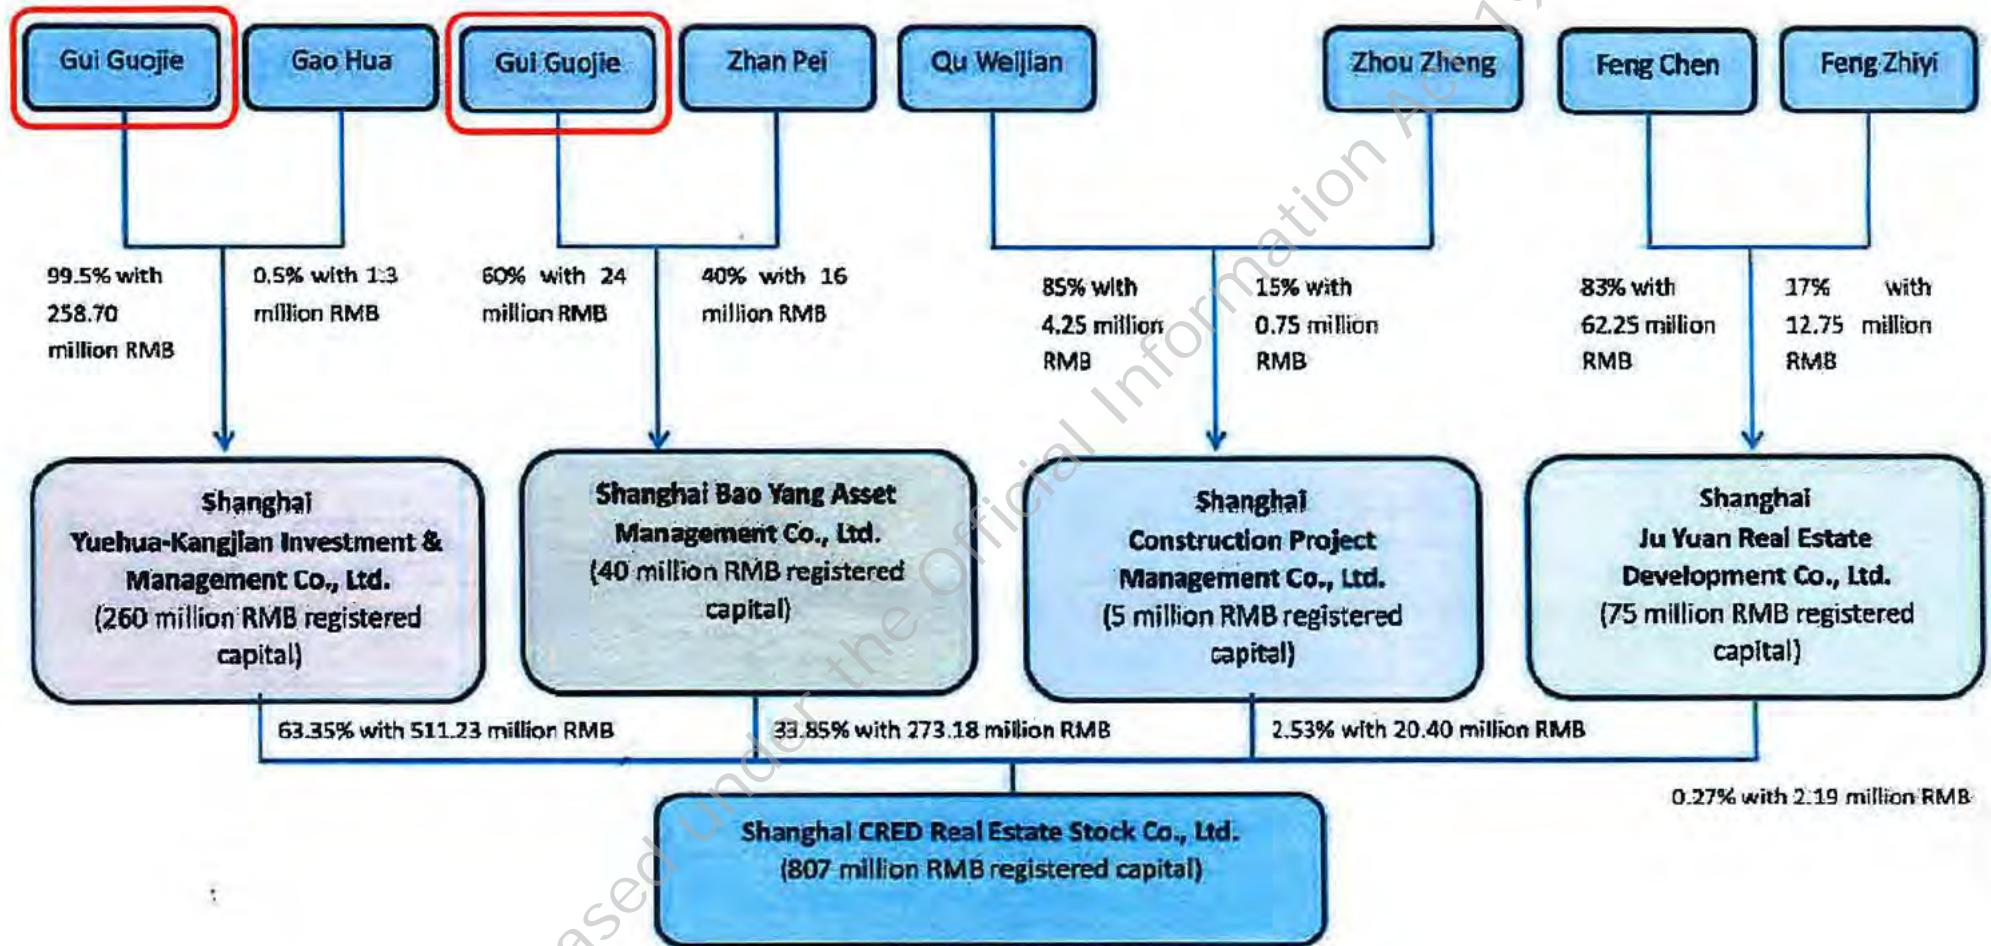 Gui Guojie
Gao Hua
Gui Guojie
Zhan Pei
Qu Weijian
Zhou Zheng
Feng Chen
Feng Zhiyi
99.5% with
258.70
million RMB
0.5% with 1.3
million RMB
60% with 24
million RMB
40% with 16
million RMB
85% with
4.25 million
RMB
15% with
0.75 million
RMB
83% with
62.25 million
RMB
17% with
12.75 million
RMB
Shanghai
Yuehua-Kangjian Investment &
Management Co., Ltd.
(260 million RMB registered
capital)
Shanghai Bao Yang Asset
Management Co., Ltd.
(40 million RMB registered
capital)
Shanghai
Construction Project
Management Co., Ltd.
(5 million RMB registered
capital)
Shanghai
Ju Yuan Real Estate
Development Co., Ltd.
(75 million RMB registered
capital)
63.35% with 511.23 million RMB
33.85% with 273.18 million RMB
2.53% with 20.40 million RMB
0.27% with 2.19 million RMB
Shanghai CRED Real Estate Stock Co., Ltd.
(807 million RMB registered capital)
under the Official Information